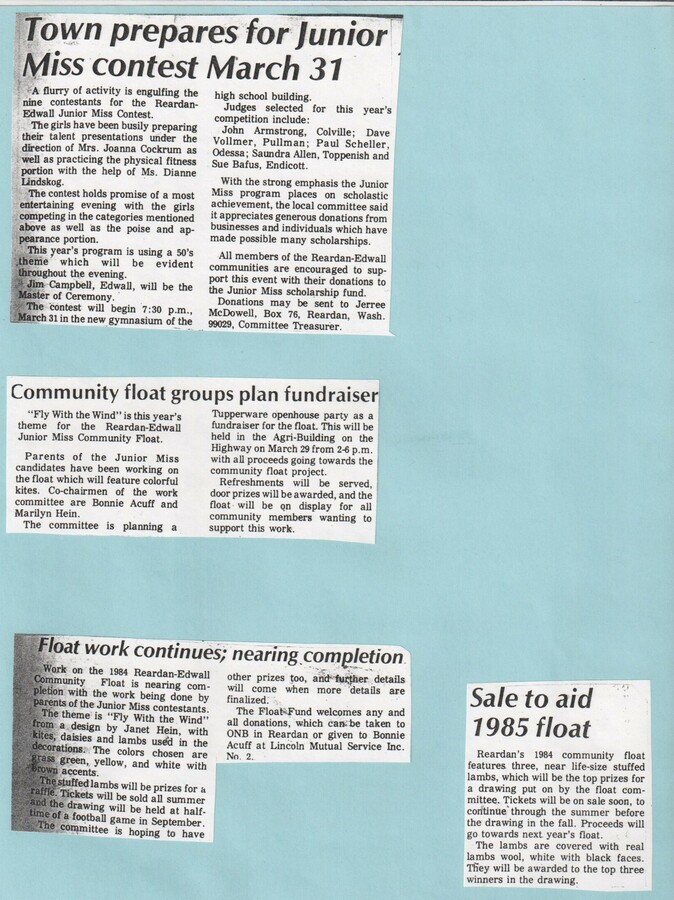 Town prepares for Junior
Miss contest March 31
A flurry of activity is engulfing the
nine contestants for the Reardan-
Edwall Junior Miss Contest.
The girls have been busily preparing
their talent presentations under the
direction of Mrs. Joanna Cockrum as
well as practicing the physical fitness
portion with the help of Ms. Dianne
Lindskog.
The contest holds promise of a most
entertaining evening with the girls
competing in the categories mentioned
above as well as the poise and ap-
pearance portion.
This year's program is using a 50's
theme which will be evident
throughout the evening.
Jim Campbell, Edwall, will be the
Master of Ceremony.
The contest will begin 7:30 p.m.,
March 31 in the new gymnasium of the
high school building.
Judges selected for this year's
competition include:
John Armstrong, Colville; Dave
Vollmer, Pullman; Paul Scheller,
Odessa; Saundra Allen, Toppenish and
Sue Bafus, Endicott.
With the strong emphasis the Junior
Miss program places on scholastic
achievement, the local committee said
it appreciates generous donations from
businesses and individuals which have
made possible many scholarships.
All members of the Reardan-Edwall
communities are encouraged to sup-
port this event with their donations to
the Junior Miss scholarship fund.
Donations may be sent to Jerree
McDowell, Box 76, Reardan, Wash.
99029, Committee Treasurer.
Community float groups plan fundraiser
"Fly With the Wind" is this year's
theme for the Reardan-Edwall
Junior Miss Community Float.
Parents of the Junior Miss
candidates have been working on
the float which will feature colorful
kites. Co-chairmen of the work
committee are Bonnie Acuff and
Marilyn Hein.
The committee is planning a
Tupperware openhouse party as a
fundraiser for the float. This will be
held in the Agri-Building on the
Highway on March 29 from 2-6 p.m.
with all proceeds going towards the
community float project.
Refreshments will be served,
door prizes will be awarded, and the
float will be on display for all
community members wanting to
support this work.
Float work continues; nearing completion
Work on the 1984 Reardan-Edwall
Community Float is nearing com-
pletion with the work being done by
parents of the Junior Miss contestants.
The theme is "Fly With the Wind"
from a design by Janet Hein, with
kites, daisies and lambs used in the
decorations. The colors chosen are
grass green, yellow, and white with
brown accents.
The stuffed lambs will be prizes for a
raffle. Tickets will be sold all summer
and the drawing will be held at half-
time of a football game in September.
The committee is hoping to have
other prizes too, and further details
will come when more details are
finalized.
The Float Fund welcomes any and
all donations, which can be taken to
ONB in Reardan or given to Bonnie
Acuff at Lincoln Mutual Service Inc.
No. 2.
Sale to aid
1985 float
Reardan's 1984 community float
features three, near life-size stuffed
lambs, which will be the top prizes for
a drawing put on by the float com-
mittee. Tickets will be on sale soon, to
continue through the summer before
the drawing in the fall. Proceeds will
go towards next year's float.
The lambs are covered with real
lambs wool, white with black faces.
They will be awarded to the top three
winners in the drawing.